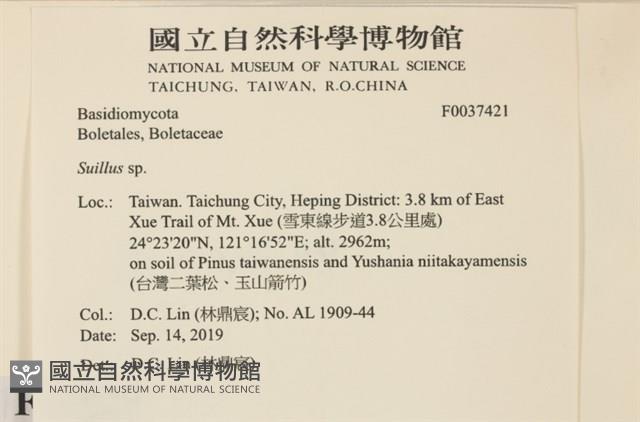 國立自然科學博物館
NATIONAL MUSEUM OF NATURAL SCIENCE
TAICHUNG, TAIWAN, R.O.CHINA
Basidiomycota F0037421
Boletales, Boletaceae
Suillus sp.
Loc.: Taiwan. Taichung City, Heping District: 3.8 km of East
Xue Trail of Mt. Xue (雪東線步道3.8公里處)
24°23'20"N, 121°16'52"E; alt. 2962m;
on soil of Pinus taiwanensis and Yushania niitakayamensis
(台灣二葉松、玉山箭竹)
Col.: D.C. Lin (林鼎宸); No. AL 1909-44
Date: Sep. 14, 2019
Det.: D.C. Lin (林鼎宸)
國立自然科學博物館
NATIONAL MUSEUM OF NATURAL SCIENCE
F